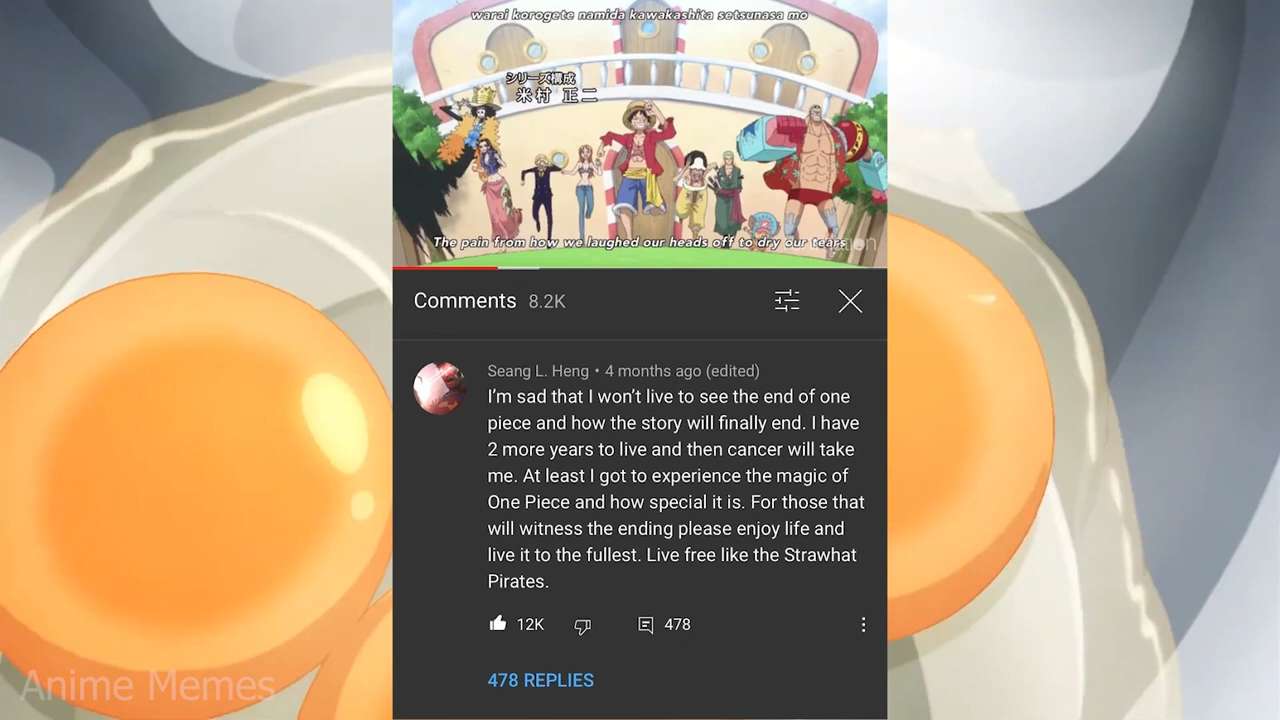 warai korogete namida kawakashita setsunasa mo
シリーズ構成
米村 正二
The pain from how we laughed our heads off to dry our tears
Comments 8.2K
Seang L. Heng • 4 months ago (edited)
I'm sad that I won't live to see the end of one
piece and how the story will finally end. I have
2 more years to live and then cancer will take
me. At least I got to experience the magic of
One Piece and how special it is. For those that
will witness the ending please enjoy life and
live it to the fullest. Live free like the Strawhat
Pirates.
12K 478
478 REPLIES
Anime Memes